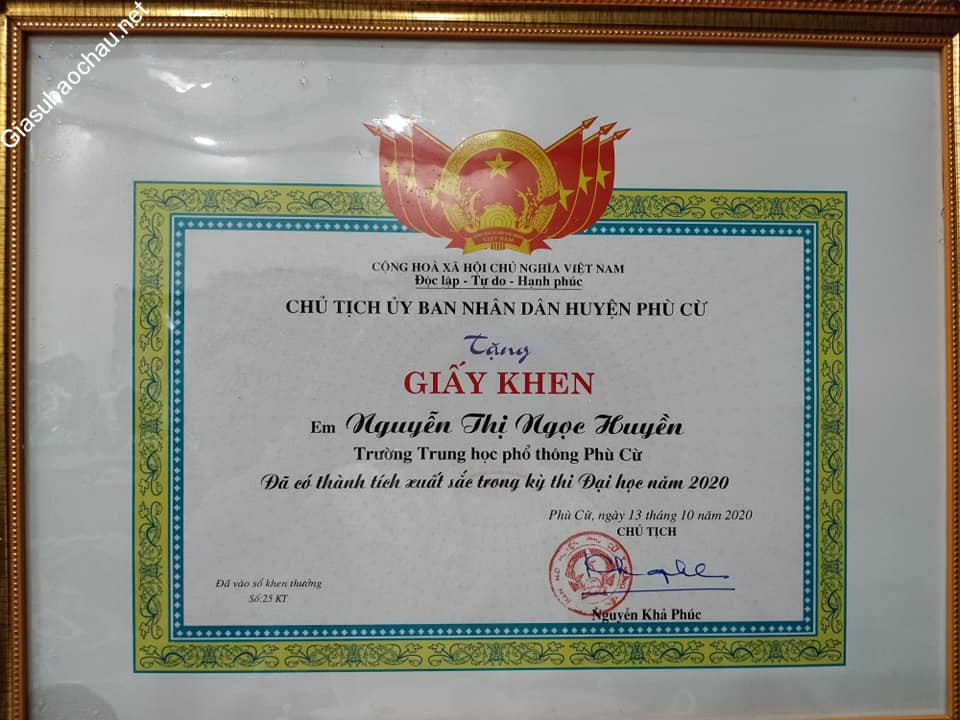 Giasubaochau.net
VIỆT NAM
CỘNG HOÀ XÃ HỘI CHỦ NGHĨA VIỆT NAM
Độc lập - Tự do - Hạnh phúc
CHỦ TỊCH ỦY BAN NHÂN DÂN HUYỆN PHÙ CỪ
Tặng
GIẤY KHEN
Em Nguyễn Thị Ngọc Huyền
Trường Trung học phổ thông Phù Cừ
Đã có thành tích xuất sắc trong kỳ thi Đại học năm 2020
Phù Cừ, ngày 13 tháng 10 năm 2020
CHỦ TỊCH
Đã vào sổ khen thưởng
Số:25 KT
Nguyễn Khả Phúc